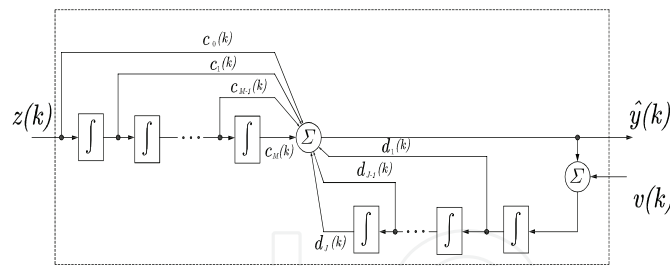 c₀(k)
c₁(k)
c_{M-1}(k)
z(k)
∫
∫
...
∫
c_M(k)
Σ
ŷ(k)
d₁(k)
d_{J-1}(k)
Σ
v(k)
d_J(k)
∫
...
∫
∫